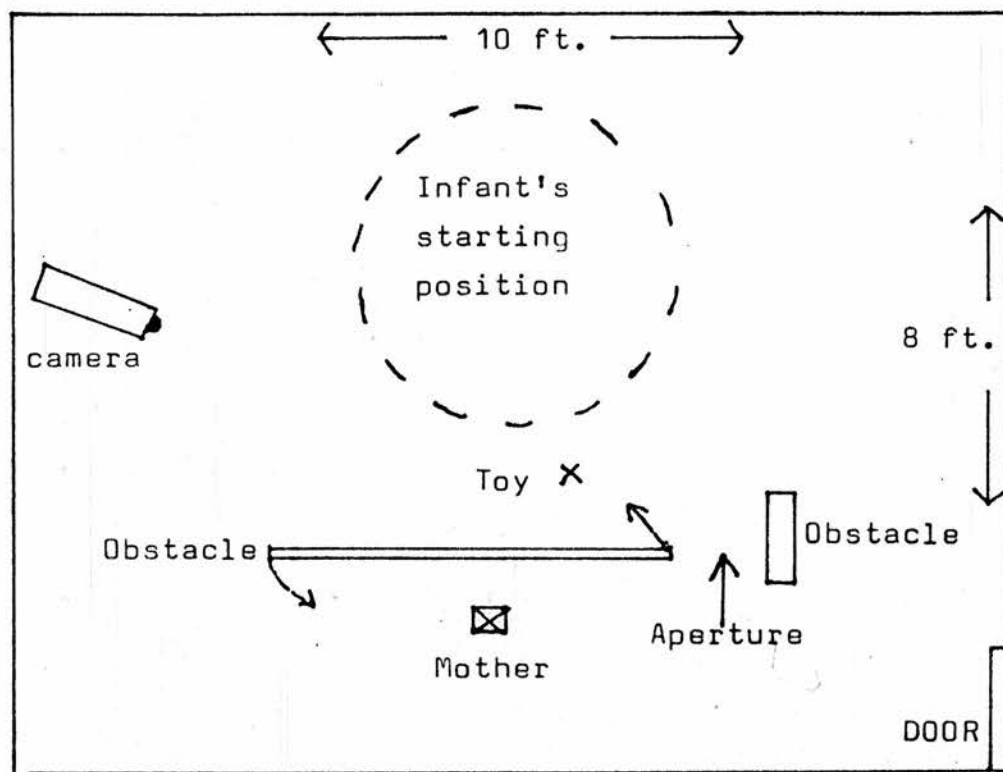 10 ft.
Infant's
starting
position
camera
8 ft.
Toy
Obstacle
Obstacle
Aperture
Mother
DOOR